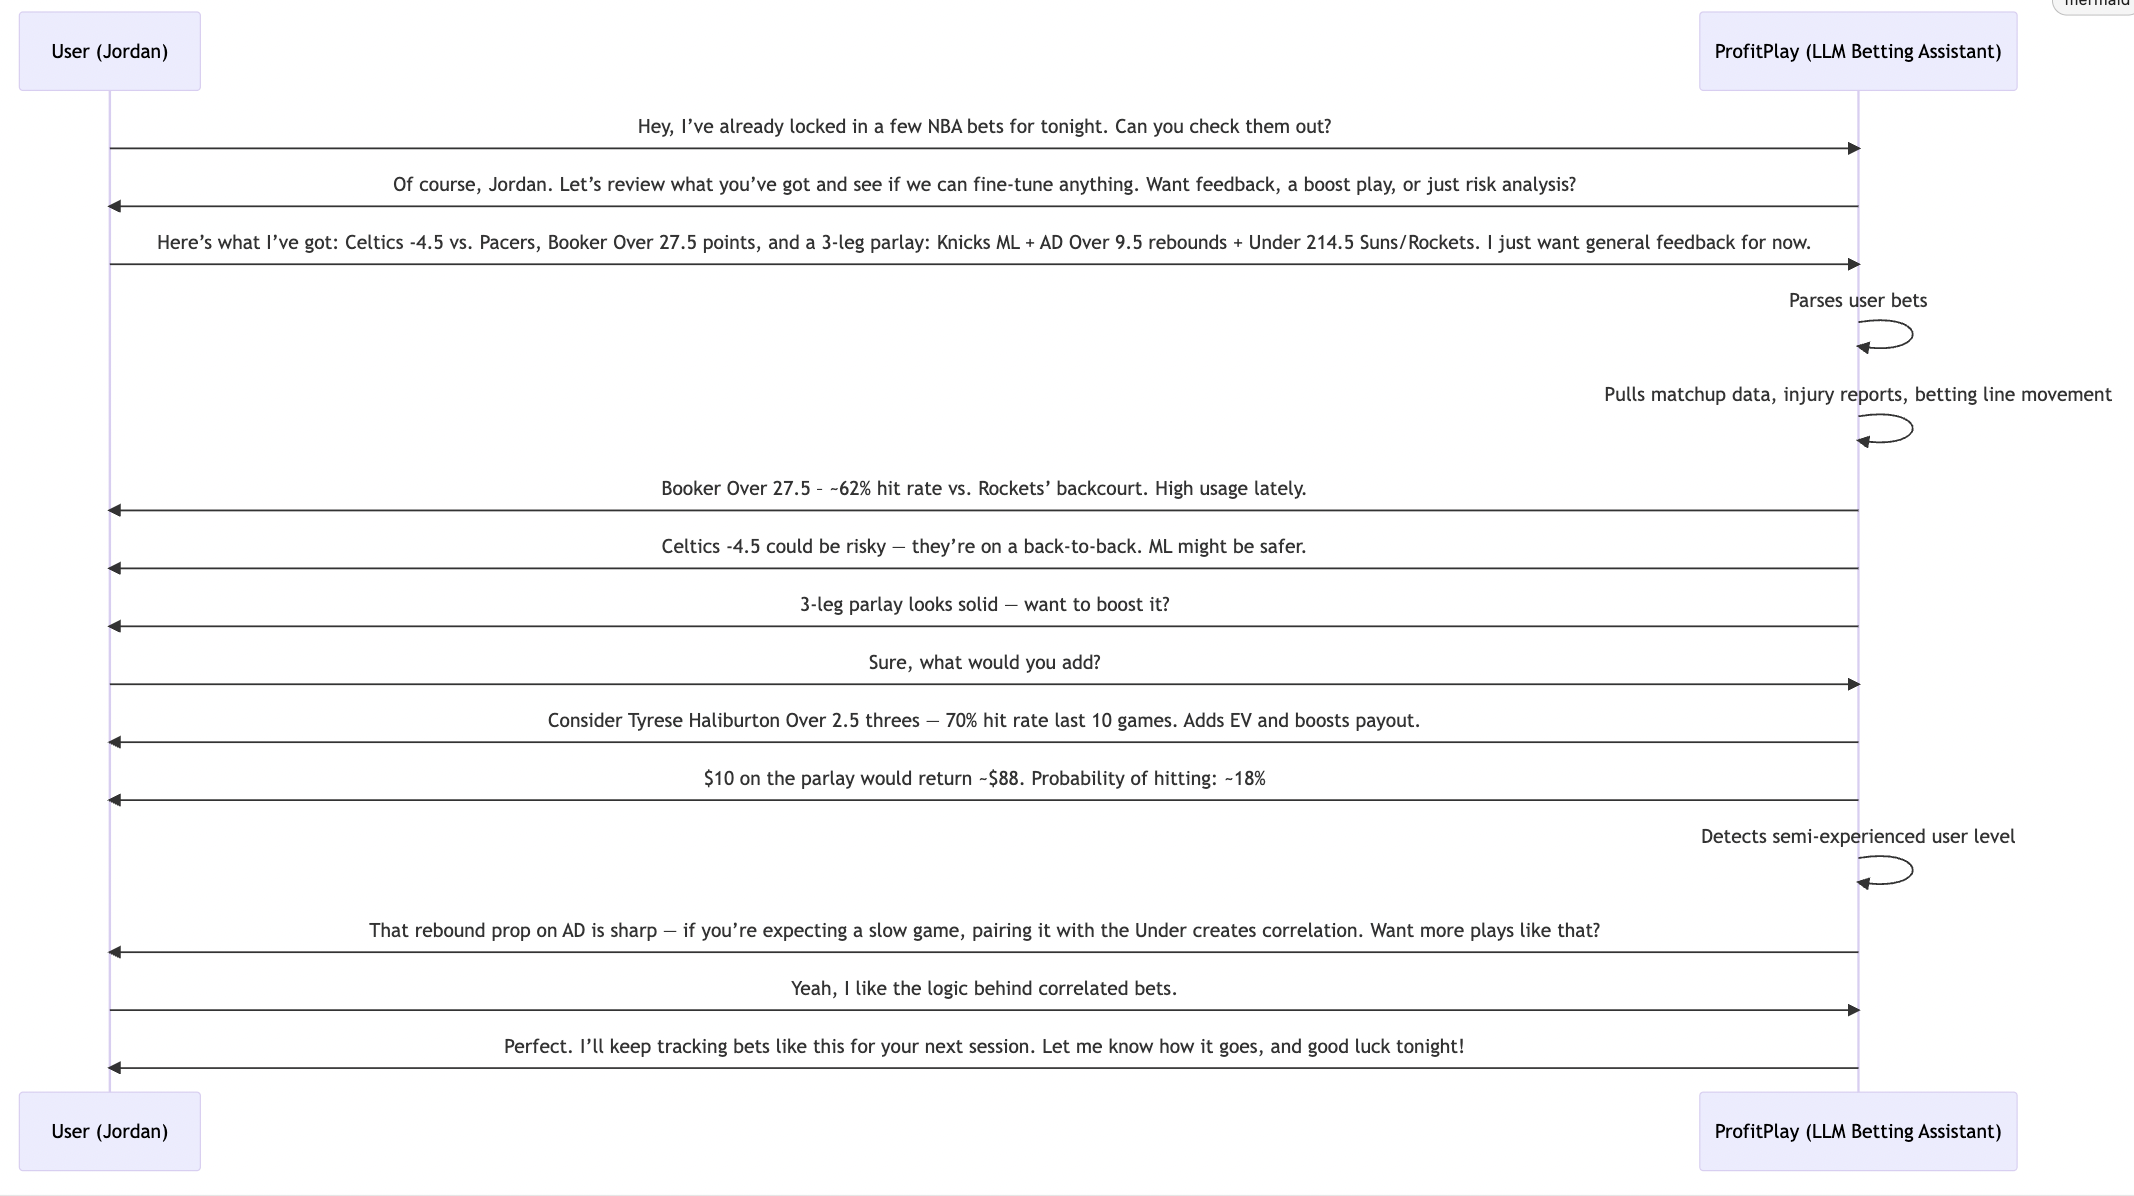 mermaid
User (Jordan)
ProfitPlay (LLM Betting Assistant)
Hey, I’ve already locked in a few NBA bets for tonight. Can you check them out?
Of course, Jordan. Let’s review what you’ve got and see if we can fine-tune anything. Want feedback, a boost play, or just risk analysis?
Here’s what I’ve got: Celtics -4.5 vs. Pacers, Booker Over 27.5 points, and a 3-leg parlay: Knicks ML + AD Over 9.5 rebounds + Under 214.5 Suns/Rockets. I just want general feedback for now.
Parses user bets
Pulls matchup data, injury reports, betting line movement
Booker Over 27.5 - ~62% hit rate vs. Rockets’ backcourt. High usage lately.
Celtics -4.5 could be risky — they’re on a back-to-back. ML might be safer.
3-leg parlay looks solid — want to boost it?
Sure, what would you add?
Consider Tyrese Haliburton Over 2.5 threes — 70% hit rate last 10 games. Adds EV and boosts payout.
$10 on the parlay would return ~$88. Probability of hitting: ~18%
Detects semi-experienced user level
That rebound prop on AD is sharp — if you’re expecting a slow game, pairing it with the Under creates correlation. Want more plays like that?
Yeah, I like the logic behind correlated bets.
Perfect. I’ll keep tracking bets like this for your next session. Let me know how it goes, and good luck tonight!
User (Jordan)
ProfitPlay (LLM Betting Assistant)